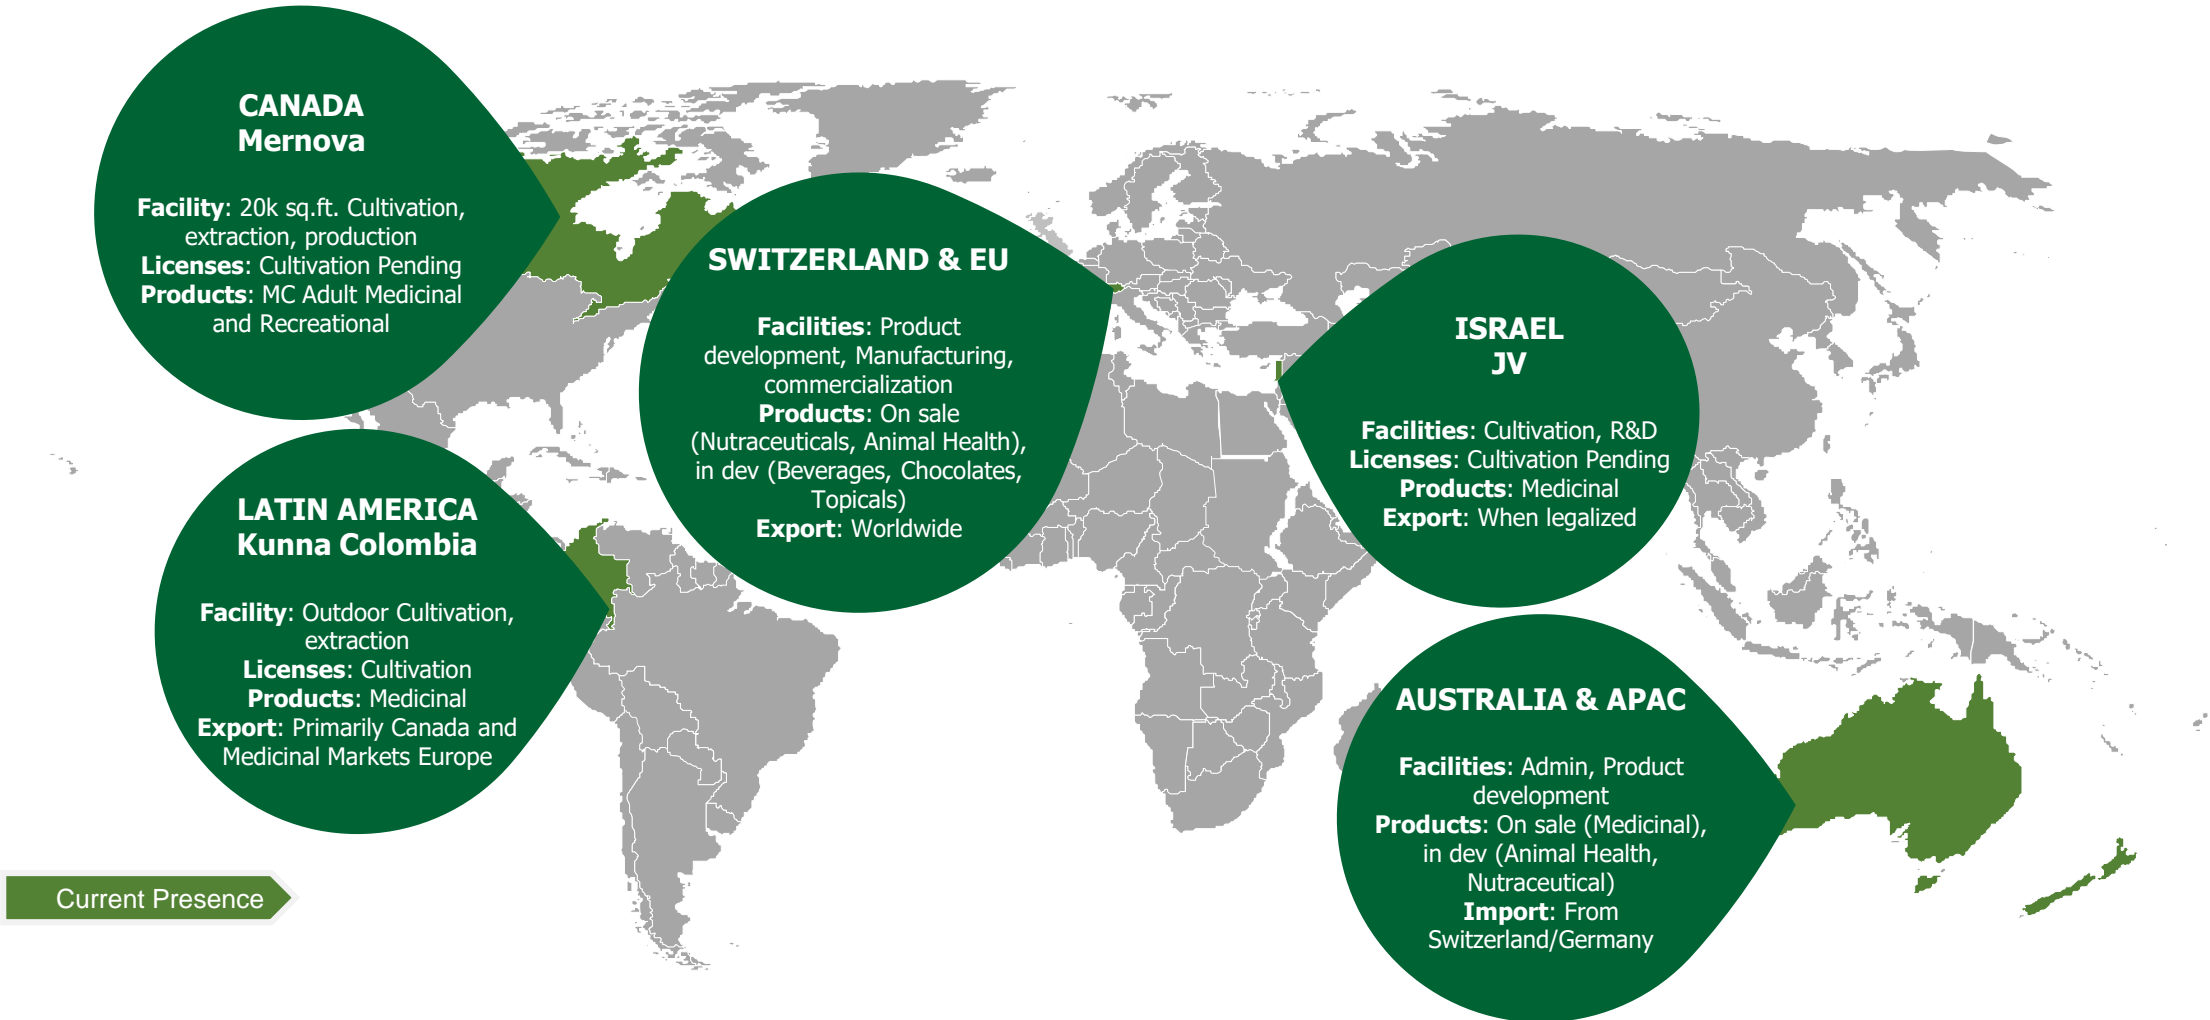 CANADA
Mernova
Facility: 20k sq.ft. Cultivation,
extraction, production
Licenses: Cultivation Pending
Products: MC Adult Medicinal
and Recreational
SWITZERLAND & EU
Facilities: Product
development, Manufacturing,
commercialization
Products: On sale
(Nutraceuticals, Animal Health),
in dev (Beverages, Chocolates,
Topicals)
Export: Worldwide
ISRAEL
JV
Facilities: Cultivation, R&D
Licenses: Cultivation Pending
Products: Medicinal
Export: When legalized
LATIN AMERICA
Kunna Colombia
Facility: Outdoor Cultivation,
extraction
Licenses: Cultivation
Products: Medicinal
Export: Primarily Canada and
Medicinal Markets Europe
AUSTRALIA & APAC
Facilities: Admin, Product
development
Products: On sale (Medicinal),
in dev (Animal Health,
Nutraceutical)
Import: From
Switzerland/Germany
Current Presence